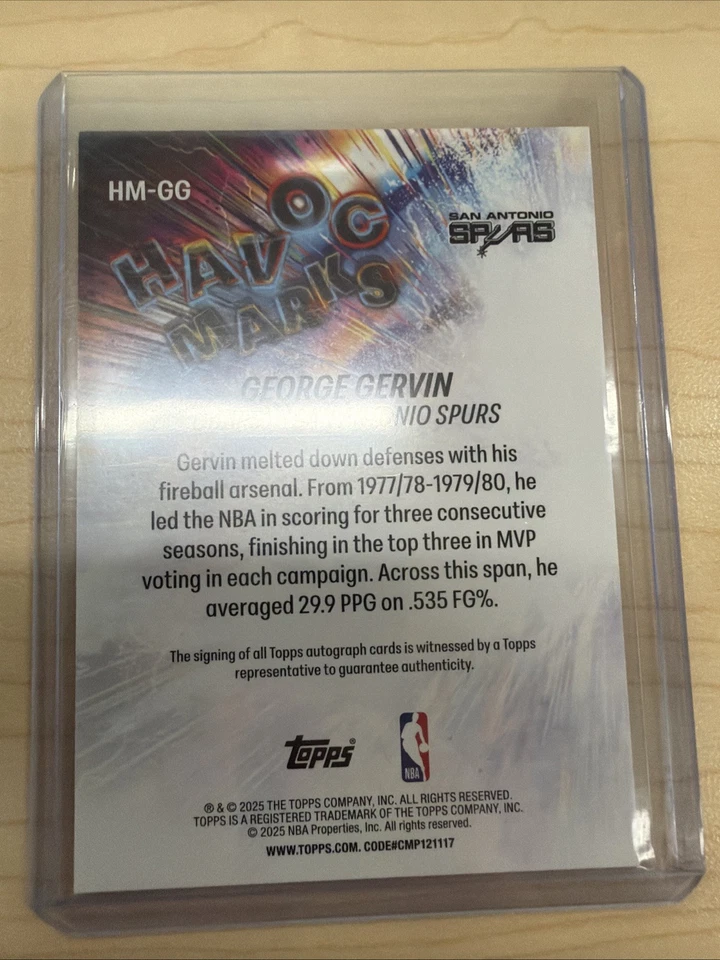 HM-GG
HAVOC
MARKS
SAN ANTONIO
SPURS
GEORGE GERVIN
SPURS
Gervin melted down defenses with his
fireball arsenal. From 1977/78-1979/80, he
led the NBA in scoring for three consecutive
seasons, finishing in the top three in MVP
voting in each campaign. Across this span, he
averaged 29.9 PPG on .535 FG%.
The signing of all Topps autograph cards is witnessed by a Topps
representative to guarantee authenticity.
topps®
NBA
® & © 2025 THE TOPPS COMPANY, INC. ALL RIGHTS RESERVED.
TOPPS IS A REGISTERED TRADEMARK OF THE TOPPS COMPANY, INC.
© 2025 NBA Properties, Inc. All rights reserved.
WWW.TOPPS.COM. CODE#CMP121117